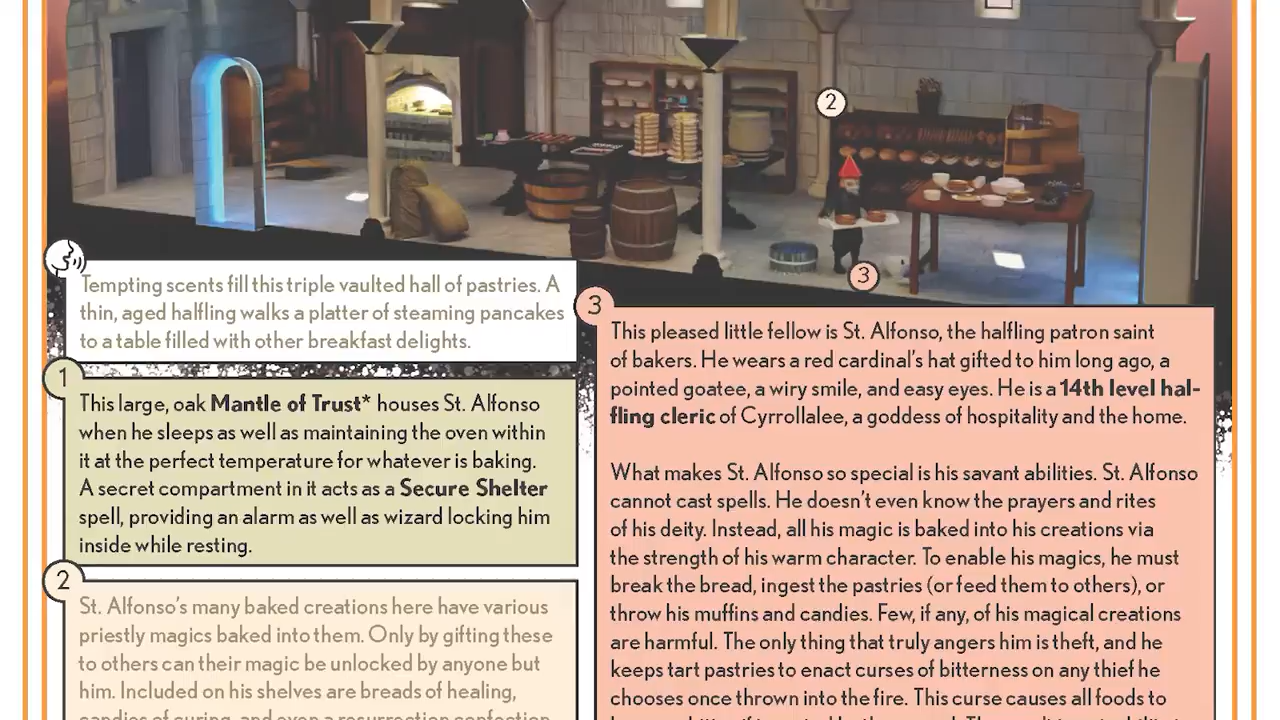 2
3
Tempting scents fill this triple vaulted hall of pastries. A
thin, aged halfling walks a platter of steaming pancakes
to a table filled with other breakfast delights.
1
This large, oak Mantle of Trust* houses St. Alfonso
when he sleeps as well as maintaining the oven within
it at the perfect temperature for whatever is baking.
A secret compartment in it acts as a Secure Shelter
spell, providing an alarm as well as wizard locking him
inside while resting.
2
St. Alfonso's many baked creations here have various
priestly magics baked into them. Only by gifting these
to others can their magic be unlocked by anyone but
him. Included on his shelves are breads of healing,
candies of curing, and even a resurrection confection
3
This pleased little fellow is St. Alfonso, the halfling patron saint
of bakers. He wears a red cardinal's hat gifted to him long ago, a
pointed goatee, a wiry smile, and easy eyes. He is a 14th level hal-
fling cleric of Cyrrollalee, a goddess of hospitality and the home.
What makes St. Alfonso so special is his savant abilities. St. Alfonso
cannot cast spells. He doesn't even know the prayers and rites
of his deity. Instead, all his magic is baked into his creations via
the strength of his warm character. To enable his magics, he must
break the bread, ingest the pastries (or feed them to others), or
throw his muffins and candies. Few, if any, of his magical creations
are harmful. The only thing that truly angers him is theft, and he
keeps tart pastries to enact curses of bitterness on any thief he
chooses once thrown into the fire. This curse causes all foods to